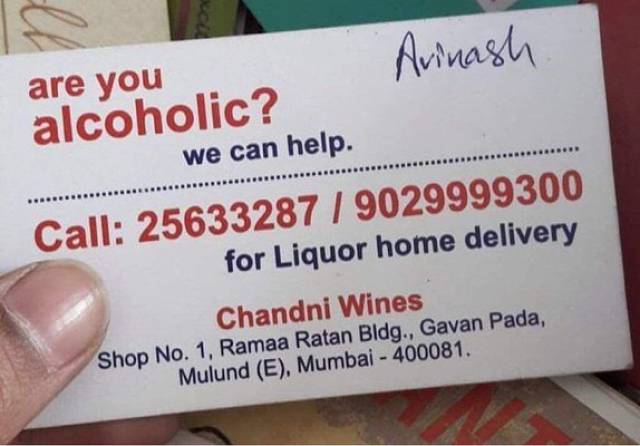 Avinash
are you
alcoholic?
we can help.
Call: 25633287 / 9029999300
for Liquor home delivery
Chandni Wines
Shop No. 1, Ramaa Ratan Bldg., Gavan Pada,
Mulund (E), Mumbai - 400081.